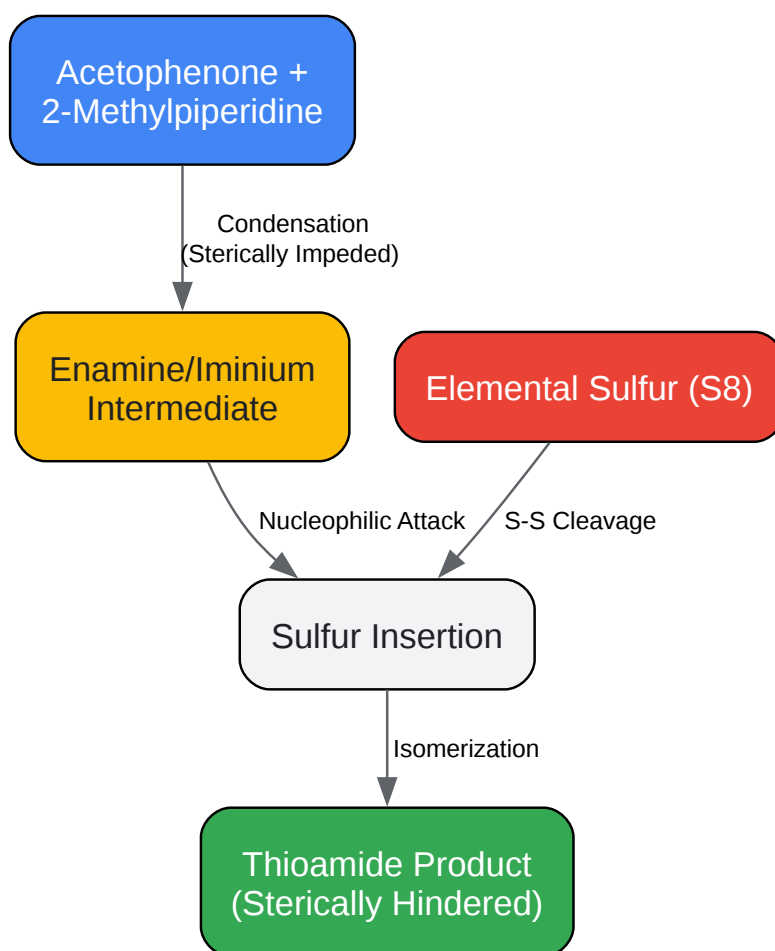 Acetophenone +
2-Methylpiperidine
Condensation
(Sterically Impeded)
Enamine/Iminium
Intermediate
Elemental Sulfur (S8)
Nucleophilic Attack
S-S Cleavage
Sulfur Insertion
Isomerization
Thioamide Product
(Sterically Hindered)